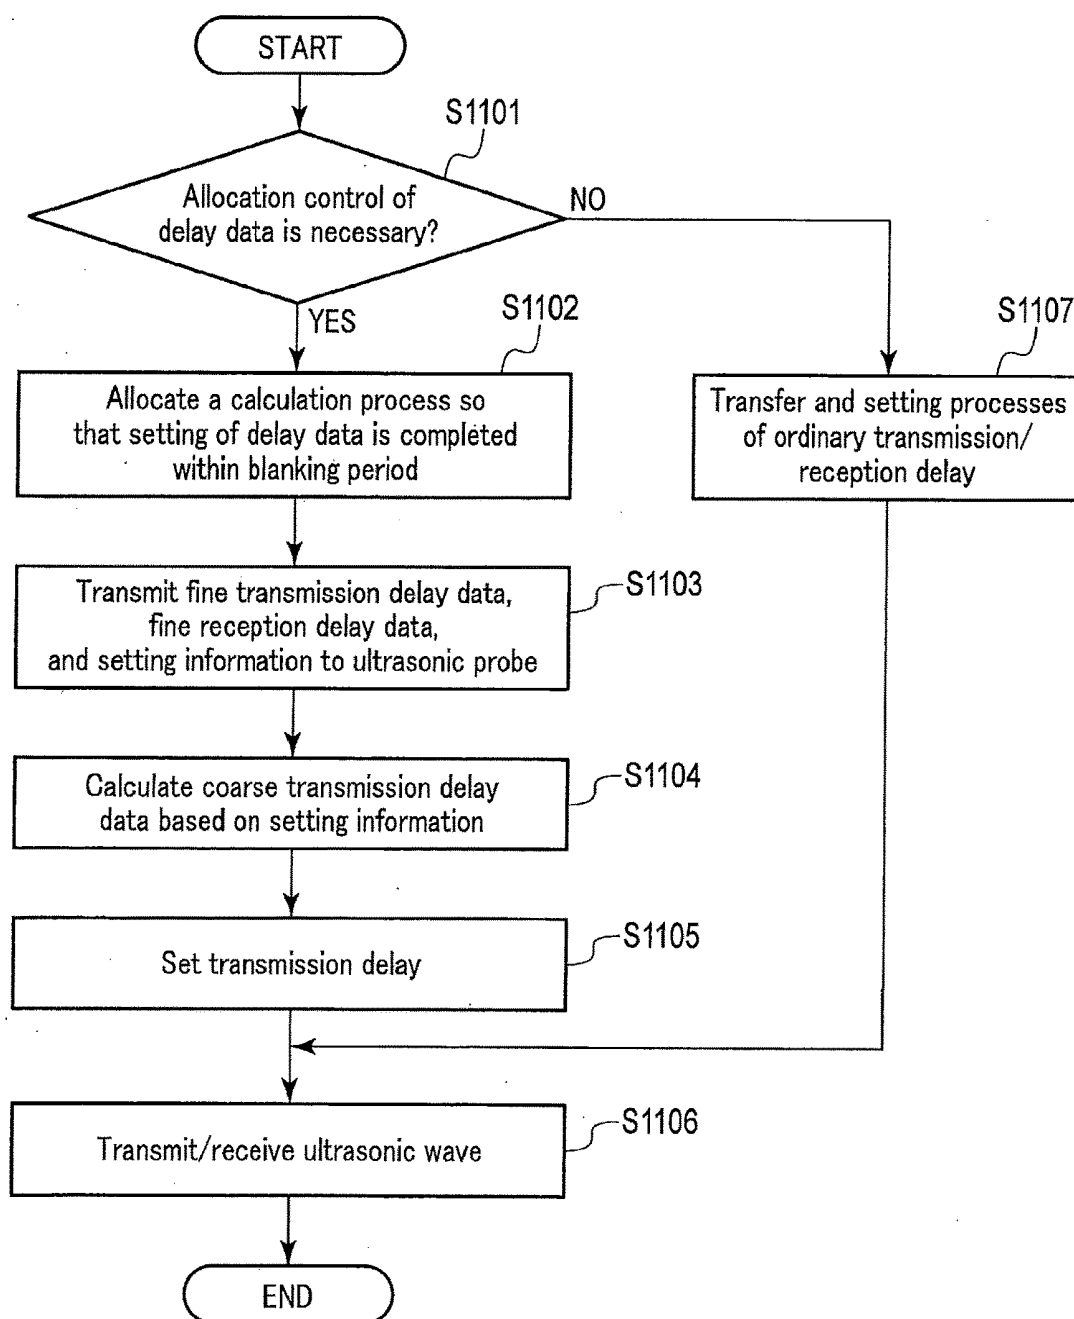 START
S1101
Allocation control of
delay data is necessary?
NO
YES
S1102
Allocate a calculation process so
that setting of delay data is completed
within blanking period
S1107
Transfer and setting processes
of ordinary transmission/
reception delay
S1103
Transmit fine transmission delay data,
fine reception delay data,
and setting information to ultrasonic probe
S1104
Calculate coarse transmission delay
data based on setting information
S1105
Set transmission delay
S1106
Transmit/receive ultrasonic wave
END